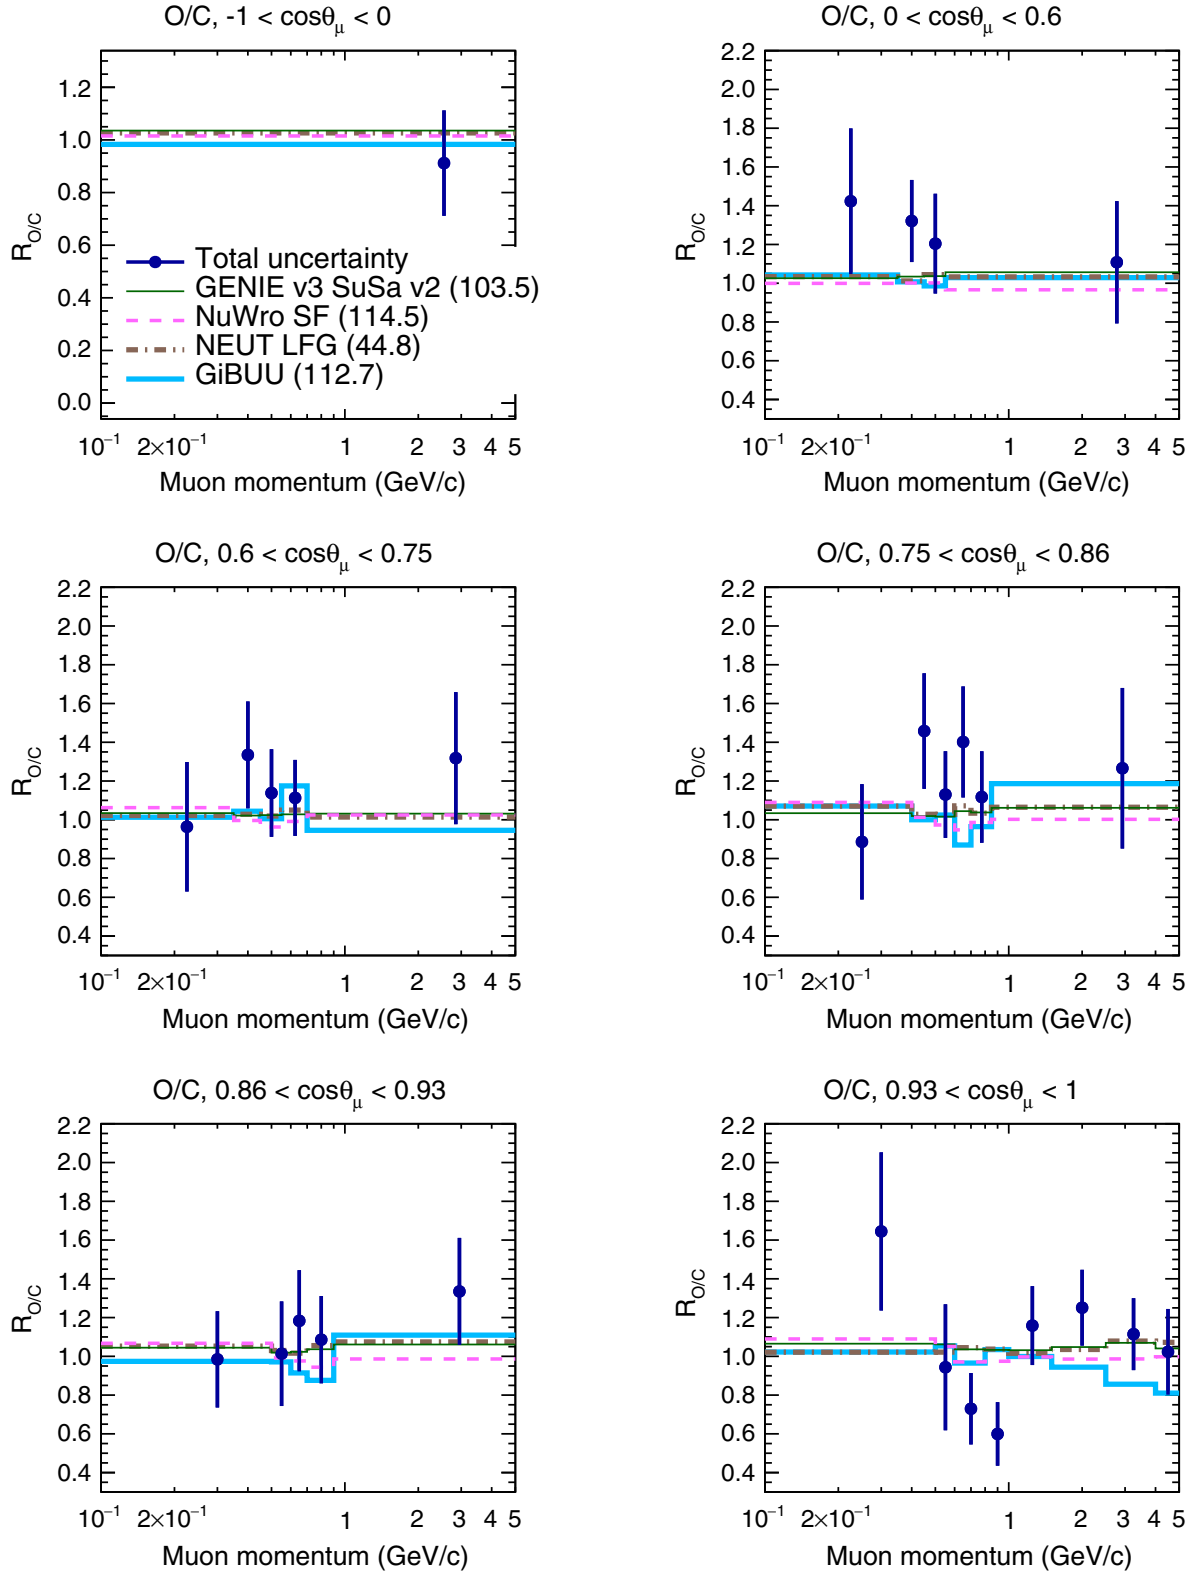 O/C, -1 < cosθμ < 0
1.2
1.0
0.8
0.6
0.4
0.2
0.0
R O/C
Total uncertainty
GENIE v3 SuSa v2 (103.5)
NuWro SF (114.5)
NEUT LFG (44.8)
GiBUU (112.7)
10⁻¹ 2×10⁻¹ 1 2 3 4 5
Muon momentum (GeV/c)
O/C, 0 < cosθμ < 0.6
2.2
2.0
1.8
1.6
1.4
1.2
1.0
0.8
0.6
0.4
R O/C
10⁻¹ 2×10⁻¹ 1 2 3 4 5
Muon momentum (GeV/c)
O/C, 0.6 < cosθμ < 0.75
2.2
2.0
1.8
1.6
1.4
1.2
1.0
0.8
0.6
0.4
R O/C
10⁻¹ 2×10⁻¹ 1 2 3 4 5
Muon momentum (GeV/c)
O/C, 0.75 < cosθμ < 0.86
2.2
2.0
1.8
1.6
1.4
1.2
1.0
0.8
0.6
0.4
R O/C
10⁻¹ 2×10⁻¹ 1 2 3 4 5
Muon momentum (GeV/c)
O/C, 0.86 < cosθμ < 0.93
2.2
2.0
1.8
1.6
1.4
1.2
1.0
0.8
0.6
0.4
R O/C
10⁻¹ 2×10⁻¹ 1 2 3 4 5
Muon momentum (GeV/c)
O/C, 0.93 < cosθμ < 1
2.2
2.0
1.8
1.6
1.4
1.2
1.0
0.8
0.6
0.4
R O/C
10⁻¹ 2×10⁻¹ 1 2 3 4 5
Muon momentum (GeV/c)